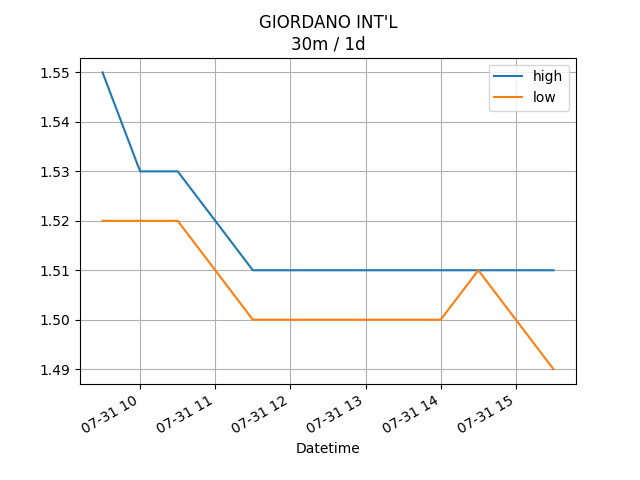 GIORDANO INT'L
30m / 1d
high
low
1.55
1.54
1.53
1.52
1.51
1.50
1.49
07-31 10
07-31 11
07-31 12
07-31 13
07-31 14
07-31 15
Datetime